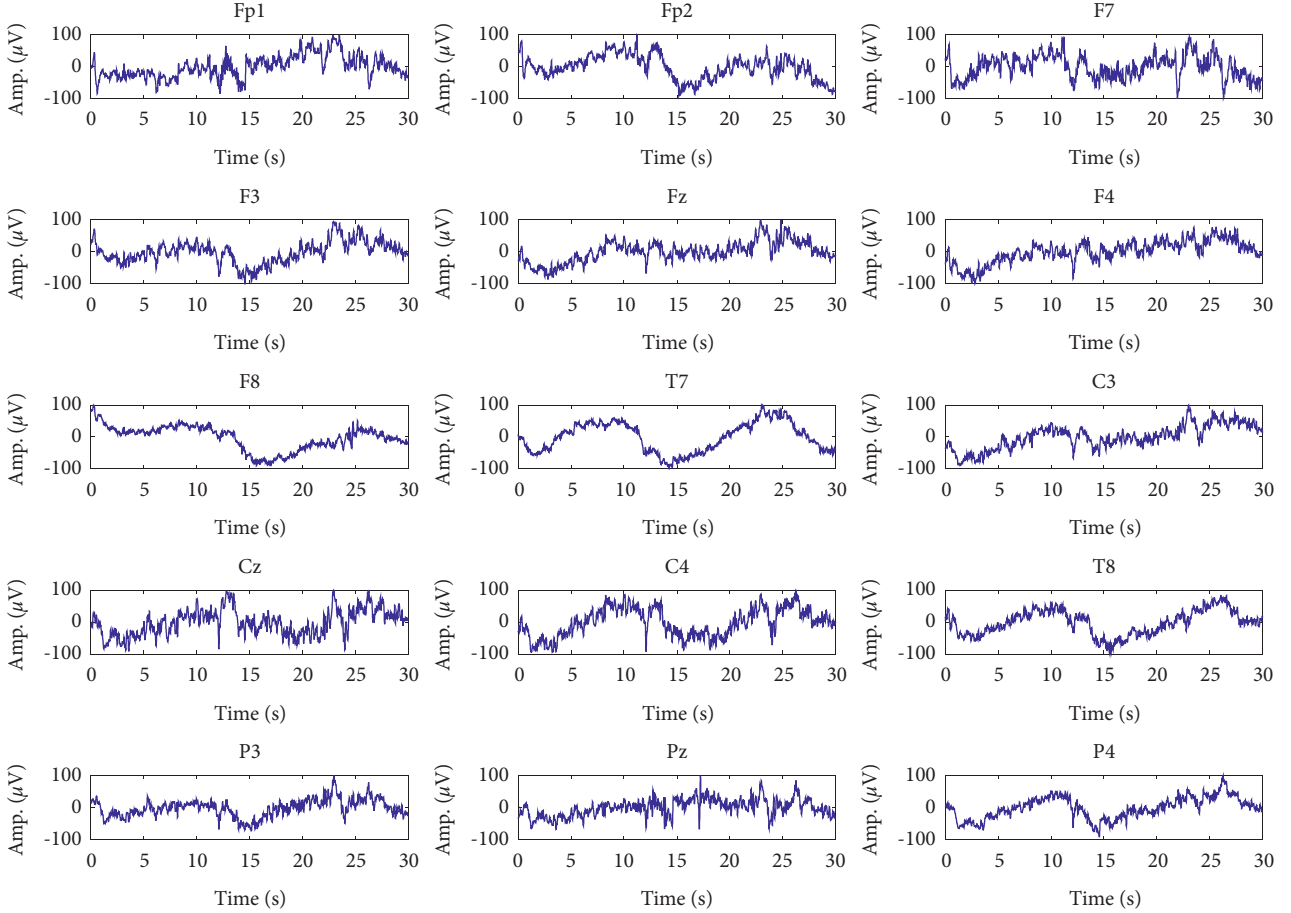 Fp1 Fp2 F7
100 100 100
Amp. (µV) 0 Amp. (µV) 0 Amp. (µV) 0
-100 -100 -100
0 5 10 15 20 25 30 0 5 10 15 20 25 30 0 5 10 15 20 25 30
Time (s) Time (s) Time (s)
F3 Fz F4
100 100 100
Amp. (µV) 0 Amp. (µV) 0 Amp. (µV) 0
-100 -100 -100
0 5 10 15 20 25 30 0 5 10 15 20 25 30 0 5 10 15 20 25 30
Time (s) Time (s) Time (s)
F8 T7 C3
100 100 100
Amp. (µV) 0 Amp. (µV) 0 Amp. (µV) 0
-100 -100 -100
0 5 10 15 20 25 30 0 5 10 15 20 25 30 0 5 10 15 20 25 30
Time (s) Time (s) Time (s)
Cz C4 T8
100 100 100
Amp. (µV) 0 Amp. (µV) 0 Amp. (µV) 0
-100 -100 -100
0 5 10 15 20 25 30 0 5 10 15 20 25 30 0 5 10 15 20 25 30
Time (s) Time (s) Time (s)
P3 Pz P4
100 100 100
Amp. (µV) 0 Amp. (µV) 0 Amp. (µV) 0
-100 -100 -100
0 5 10 15 20 25 30 0 5 10 15 20 25 30 0 5 10 15 20 25 30
Time (s) Time (s) Time (s)